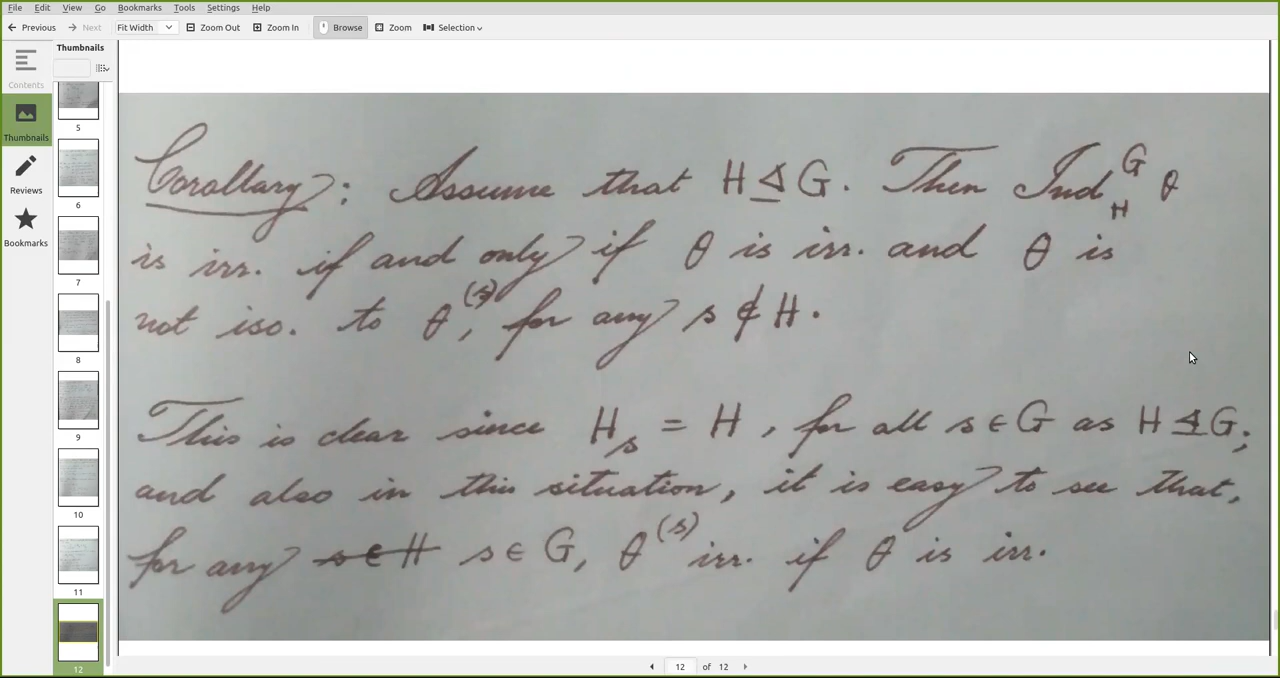 File Edit View Go Bookmarks Tools Settings Help
Previous Next Fit Width Zoom Out Zoom In Browse Zoom Selection
Thumbnails
Contents
Thumbnails
Reviews
Bookmarks
5
6
7
8
9
10
11
12
Corollary: Assume that H ⊴ G. Then Ind_H^G θ
is irr. if and only if θ is irr. and θ is
not iso. to θ^(s), for any s ∉ H.
This is clear since H_s = H, for all s ∈ G as H ⊴ G;
and also in this situation, it is easy to see that,
for any s ∈ H s ∈ G, θ^(s) irr. if θ is irr.
12 of 12